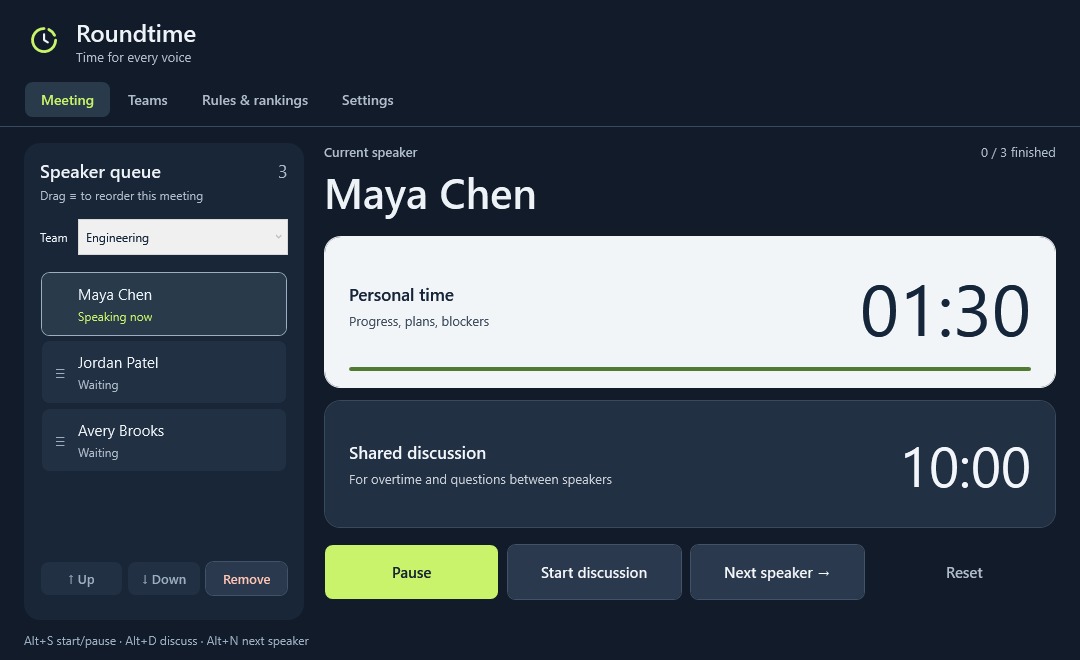 Roundtime
Time for every voice
Meeting
Teams
Rules & rankings
Settings
Speaker queue
3
Drag ≡ to reorder this meeting
Team
Engineering
Maya Chen
Speaking now
Jordan Patel
Waiting
Avery Brooks
Waiting
↑ Up
↓ Down
Remove
Current speaker
0 / 3 finished
Maya Chen
Personal time
Progress, plans, blockers
01:30
Shared discussion
For overtime and questions between speakers
10:00
Pause
Start discussion
Next speaker →
Reset
Alt+S start/pause · Alt+D discuss · Alt+N next speaker